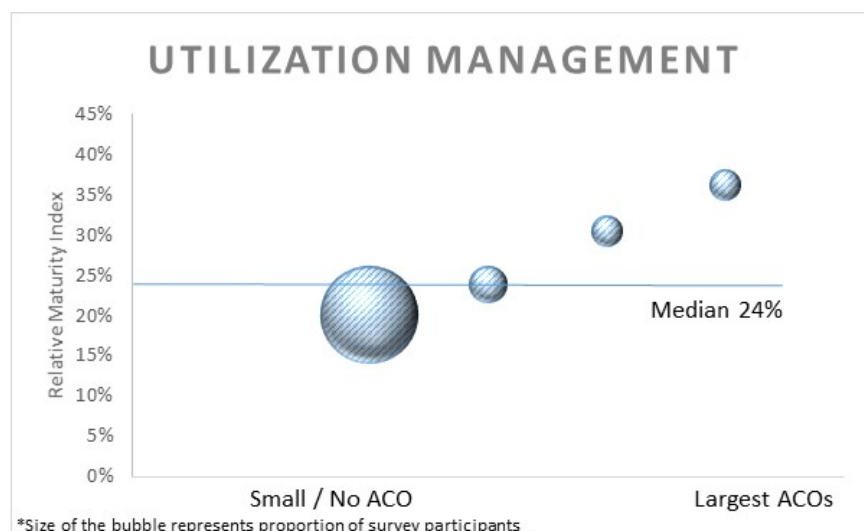 UTILIZATION MANAGEMENT
Relative Maturity Index
45%
40%
35%
30%
25%
20%
15%
10%
5%
0%
Median 24%
Small / No ACO
Largest ACOs
*Size of the bubble represents proportion of survey participants